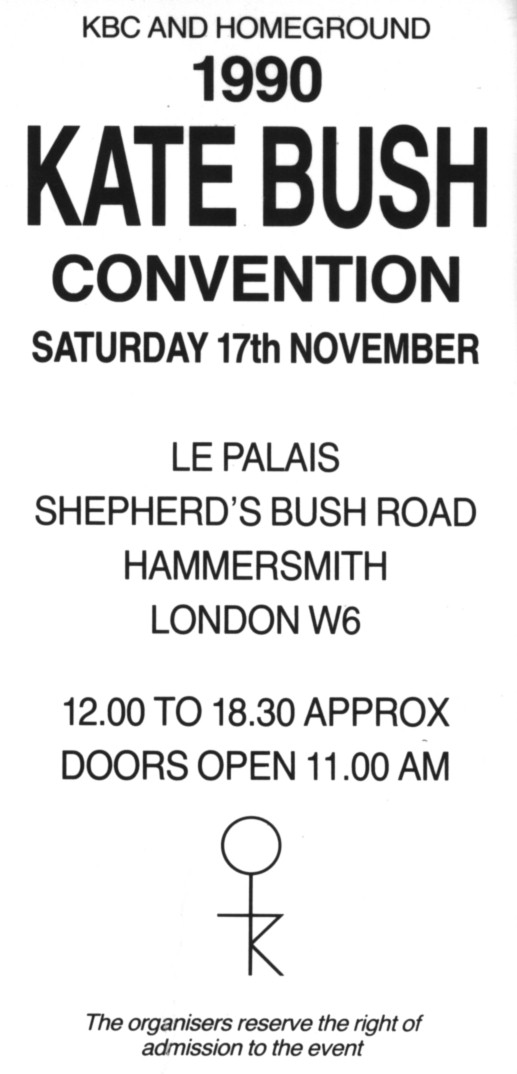 KBC AND HOMEGROUND
1990
KATE BUSH
CONVENTION
SATURDAY 17th NOVEMBER
LE PALAIS
SHEPHERD'S BUSH ROAD
HAMMERSMITH
LONDON W6
12.00 TO 18.30 APPROX
DOORS OPEN 11.00 AM
The organisers reserve the right of
admission to the event